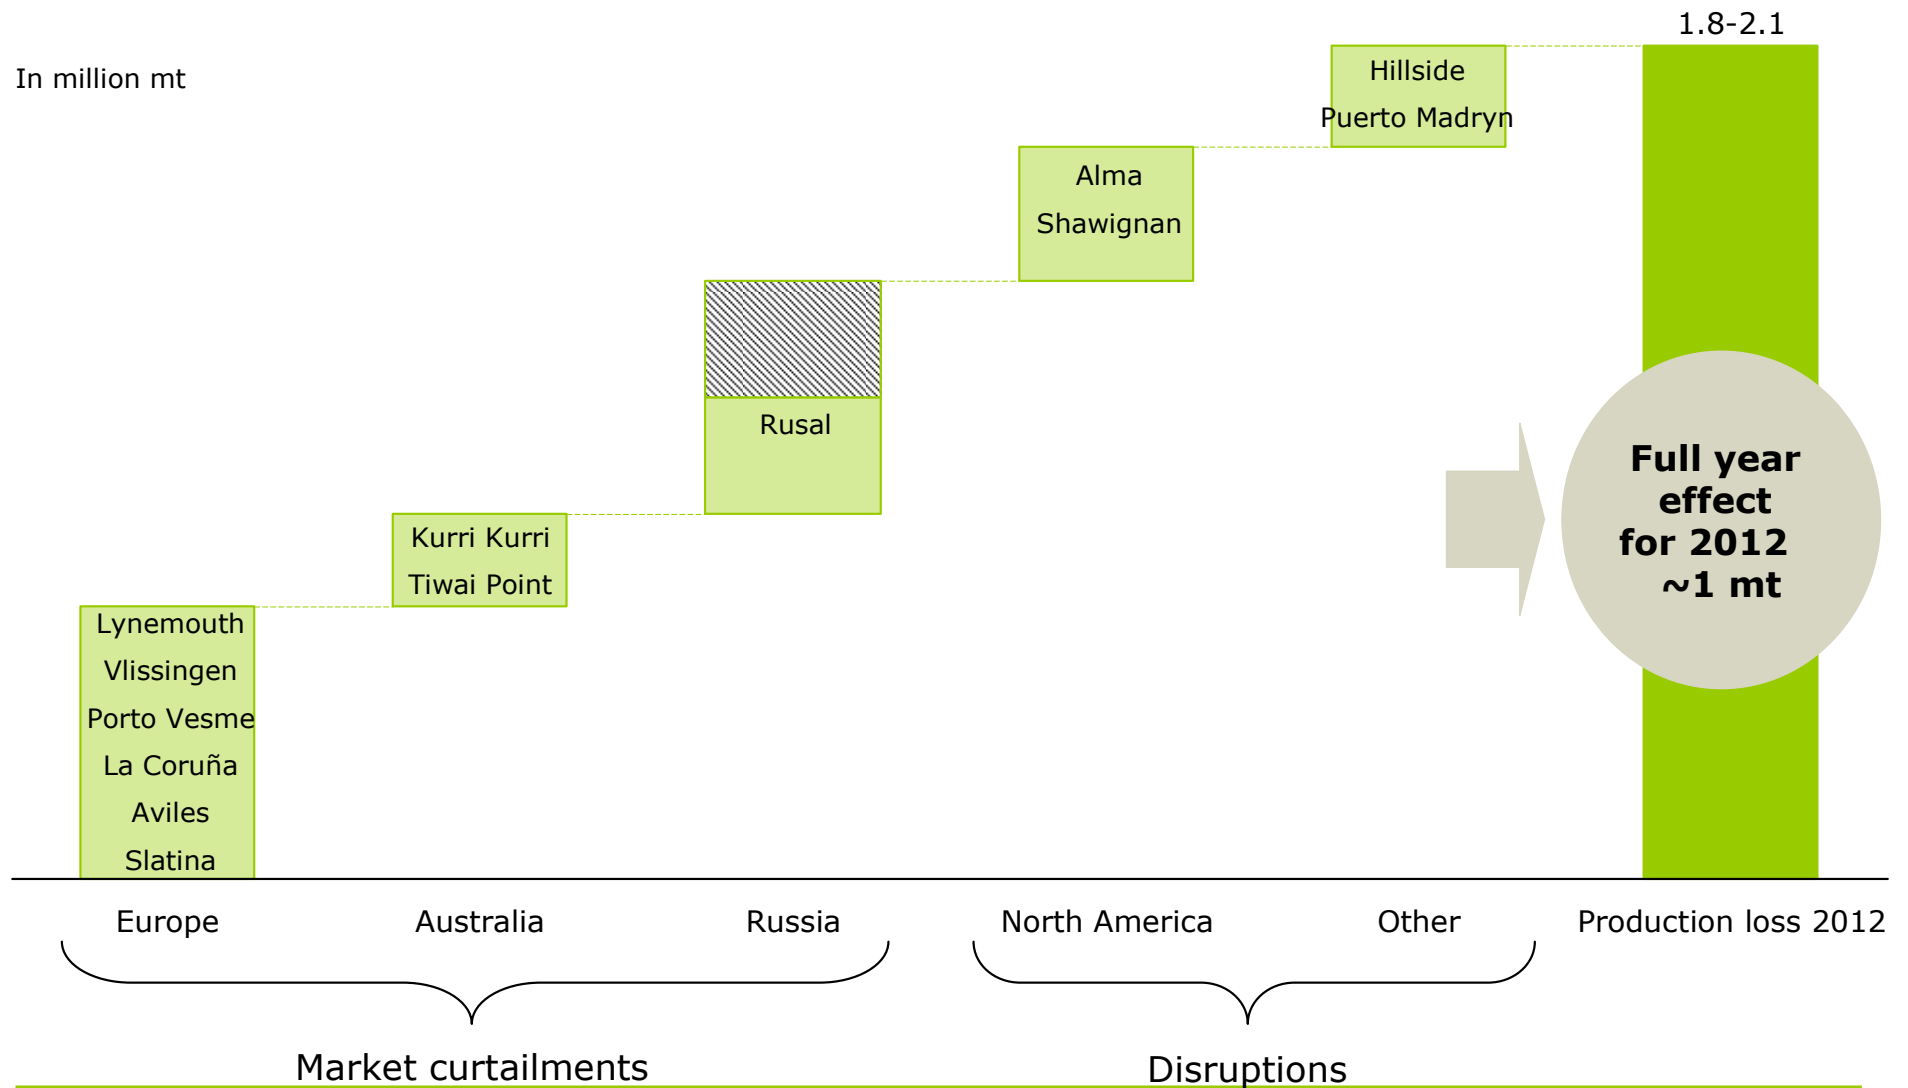 1.8-2.1
In million mt
Hillside
Puerto Madryn
Alma
Shawignan
Rusal
Kurri Kurri
Tiwai Point
Lynemouth
Vlissingen
Porto Vesme
La Coruña
Aviles
Slatina
Full year
effect
for 2012
~1 mt
Europe
Australia
Russia
North America
Other
Production loss 2012
Market curtailments
Disruptions